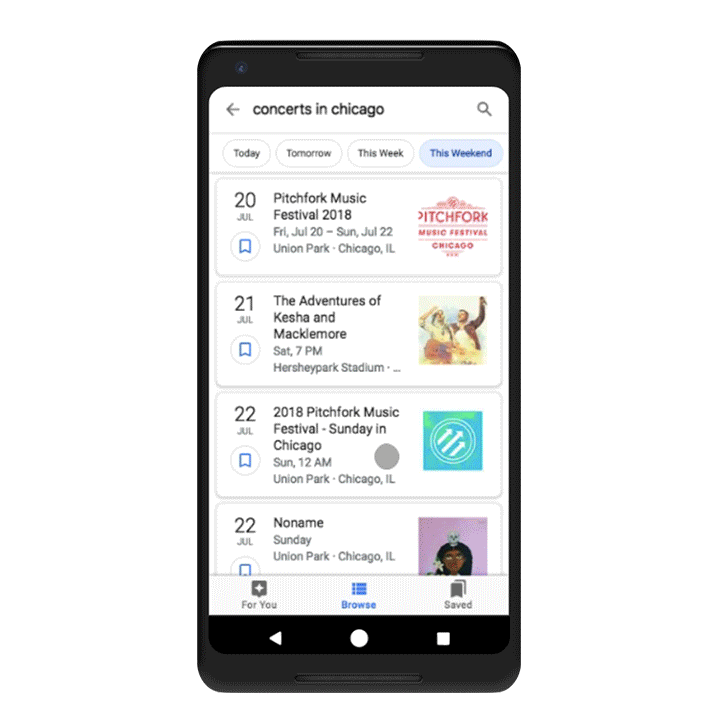 concerts in chicago
Today
Tomorrow
This Week
This Weekend
20
JUL
Pitchfork Music
Festival 2018
Fri, Jul 20 – Sun, Jul 22
Union Park · Chicago, IL
PITCHFORK
MUSIC FESTIVAL
CHICAGO
21
JUL
The Adventures of
Kesha and
Macklemore
Sat, 7 PM
Hersheypark Stadium · ...
22
JUL
2018 Pitchfork Music
Festival - Sunday in
Chicago
Sun, 12 AM
Union Park · Chicago, IL
22
JUL
Noname
Sunday
Union Park · Chicago, IL
For You
Browse
Saved